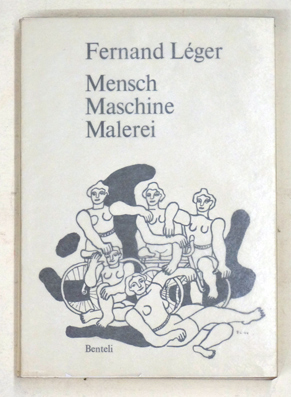 Fernand Léger
Mensch
Maschine
Malerei
Benteli